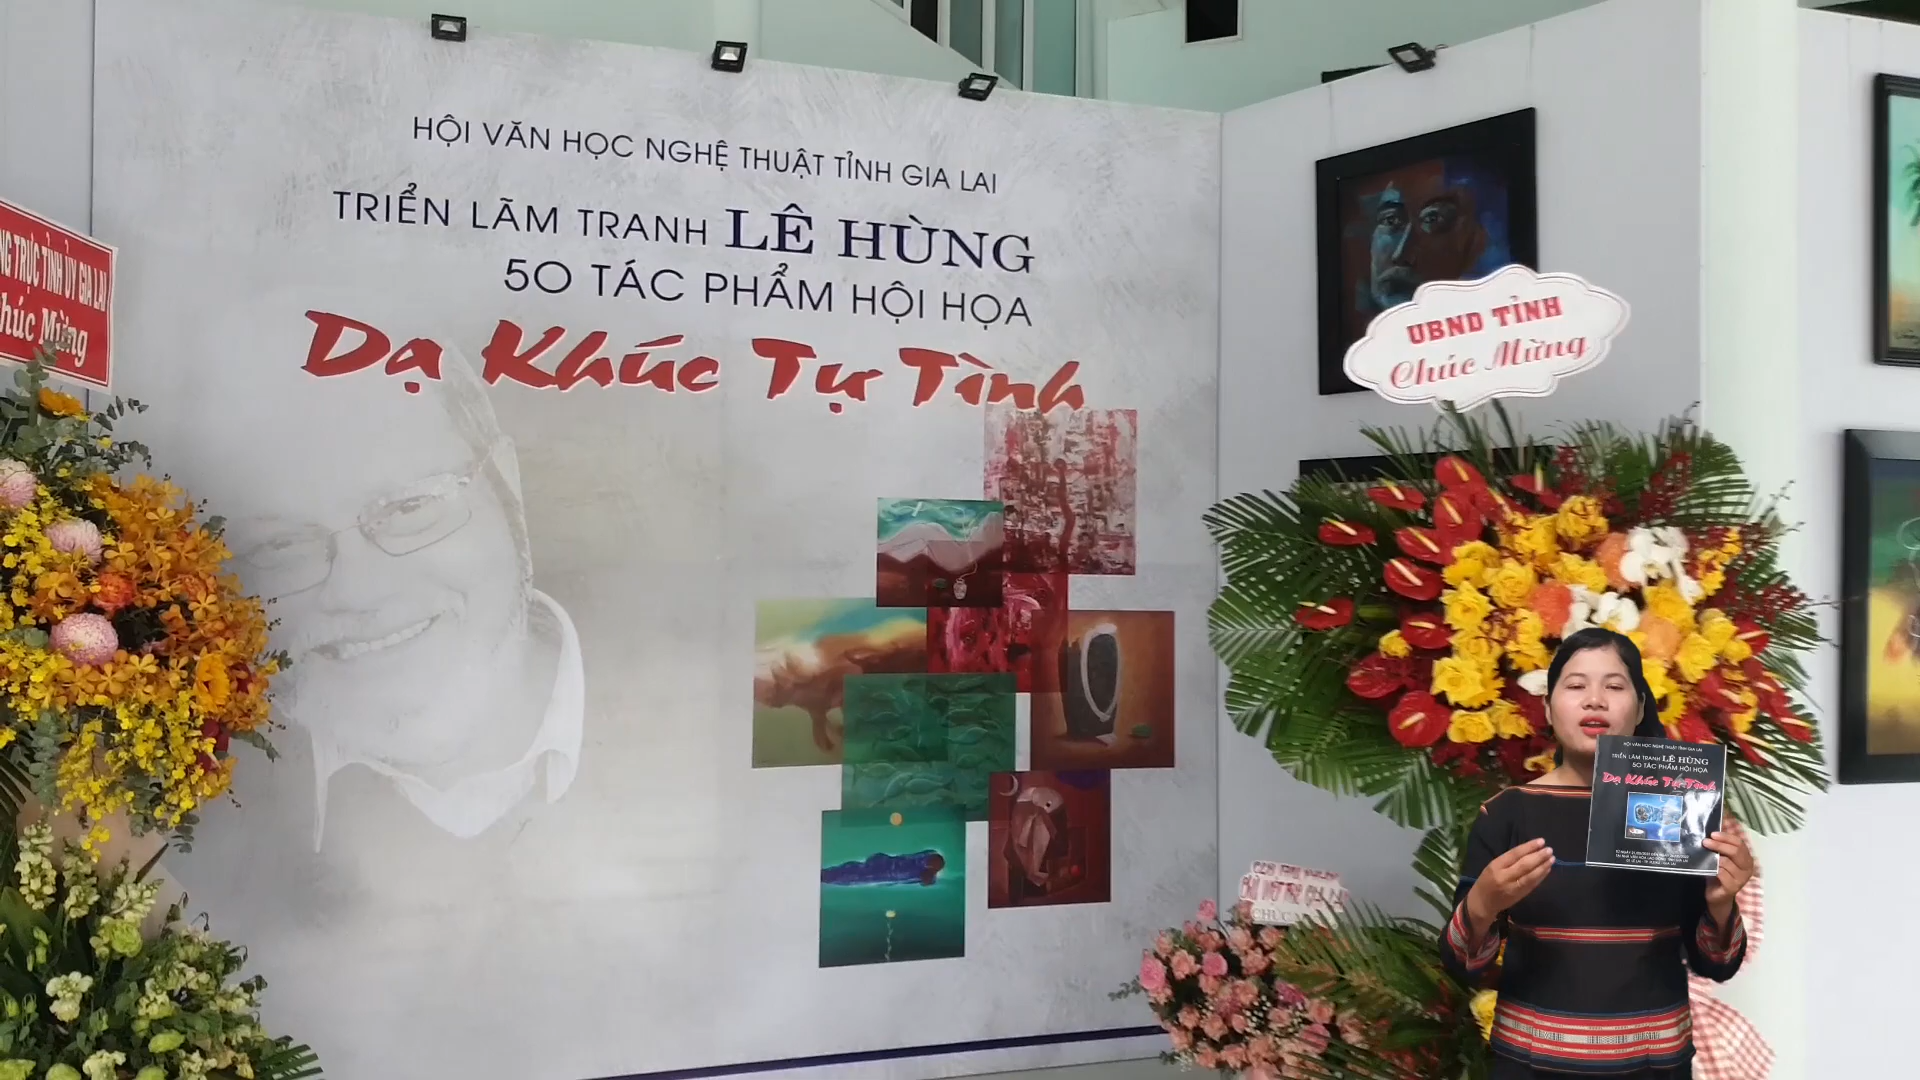 HỘI VĂN HỌC NGHỆ THUẬT TỈNH GIA LAI
TRIỂN LÃM TRANH LÊ HÙNG
50 TÁC PHẨM HỘI HỌA
Dạ Khúc Tự Tình
TRỰC TỈNH ỦY GIA LAI
Chúc Mừng
UBND TỈNH
Chúc Mừng
HỘI VĂN HỌC NGHỆ THUẬT TỈNH GIA LAI
TRIỂN LÃM TRANH LÊ HÙNG
50 TÁC PHẨM HỘI HỌA
Dạ Khúc Tự Tình